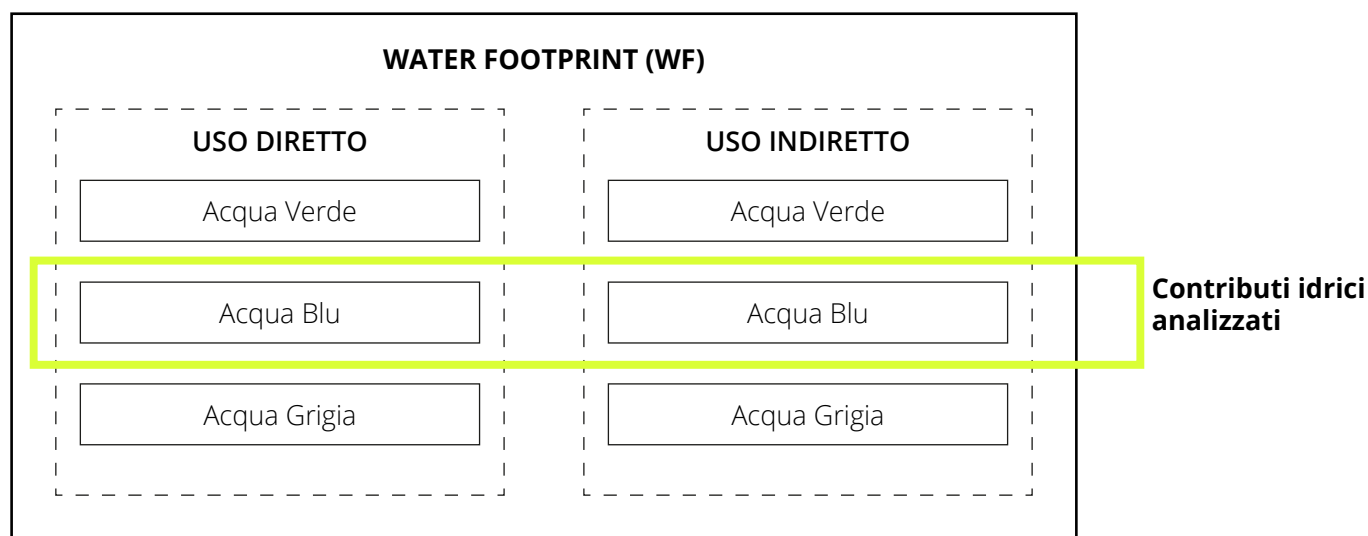 WATER FOOTPRINT (WF)
USO DIRETTO
Acqua Verde
Acqua Blu
Acqua Grigia
USO INDIRETTO
Acqua Verde
Acqua Blu
Acqua Grigia
Contributi idrici
analizzati